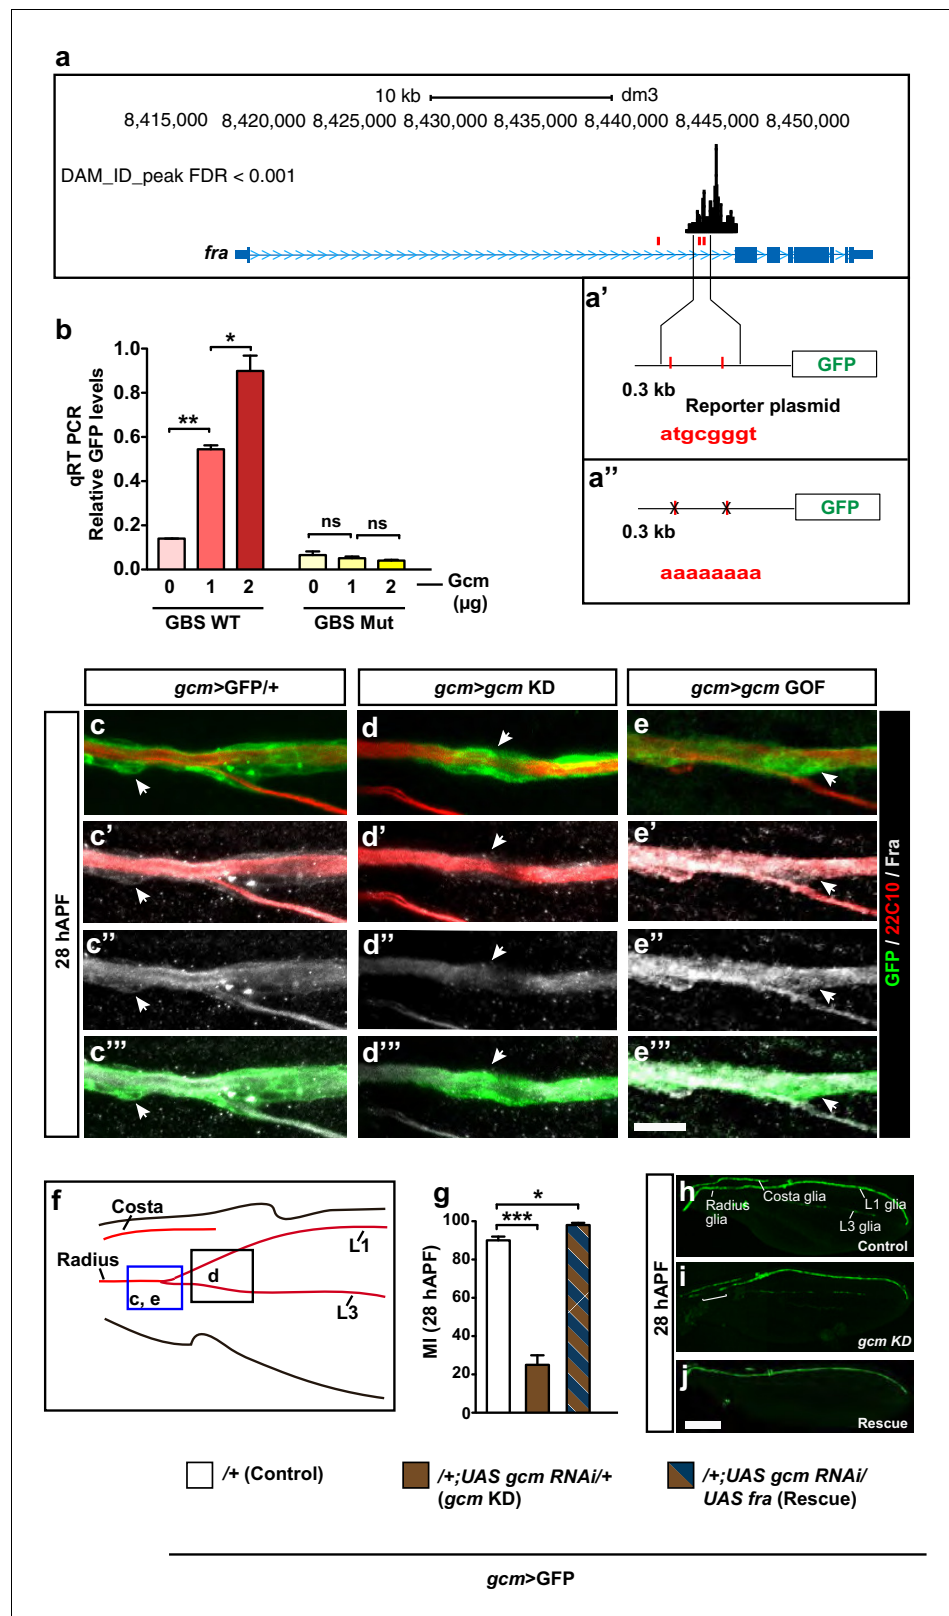 a
10 kb dm3
8,415,000 8,420,000 8,425,000 8,430,000 8,435,000 8,440,000 8,445,000 8,450,000
DAM_ID_peak FDR < 0.001
fra
a'
GFP
0.3 kb
Reporter plasmid
atgcgggt
a''
X X
GFP
0.3 kb
aaaaaaaa
b
qRT PCR
Relative GFP levels
1.0
0.8
0.6
0.4
0.2
0.0
** *
ns ns
0 1 2 0 1 2
Gcm
(µg)
GBS WT GBS Mut
gcm>GFP/+ gcm>gcm KD gcm>gcm GOF
28 hAPF
c d e
c' d' e'
c'' d'' e''
c''' d''' e'''
GFP / 22C10 / Fra
f
Costa
Radius
L1
L3
c, e
d
g
MI (28 hAPF)
100
80
60
40
20
0
*
***
28 hAPF
h
Radius
glia
Costa glia
L1 glia
L3 glia
Control
i
gcm KD
j
Rescue
/+ (Control)
/+;UAS gcm RNAi/+
(gcm KD)
/+;UAS gcm RNAi/
UAS fra (Rescue)
gcm>GFP